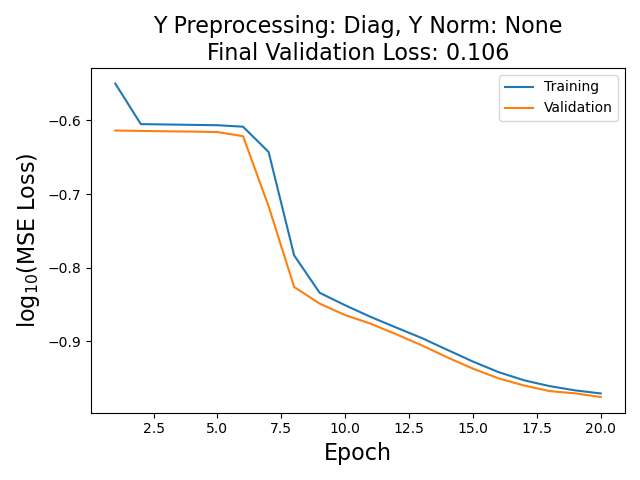 Y Preprocessing: Diag, Y Norm: None
Final Validation Loss: 0.106
Training
Validation
−0.6
−0.7
−0.8
−0.9
log₁₀(MSE Loss)
2.5 5.0 7.5 10.0 12.5 15.0 17.5 20.0
Epoch